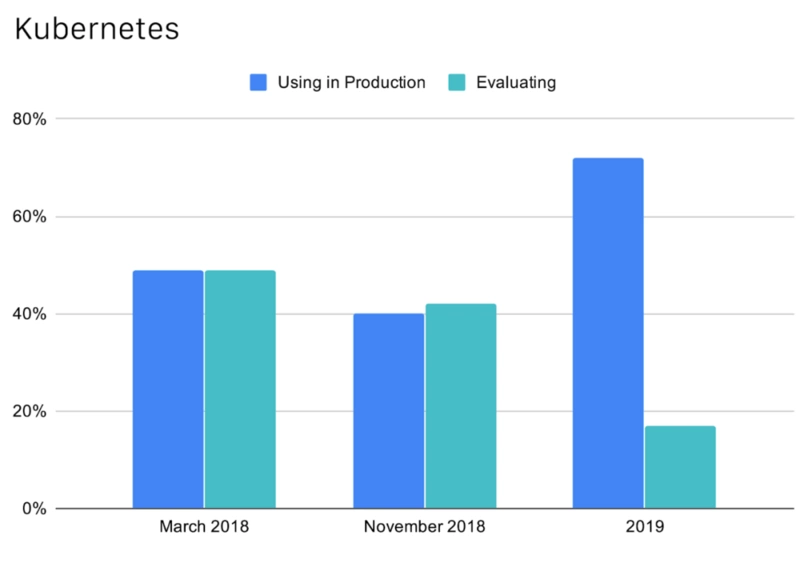 Kubernetes
Using in Production Evaluating
80%
60%
40%
20%
0%
March 2018 November 2018 2019